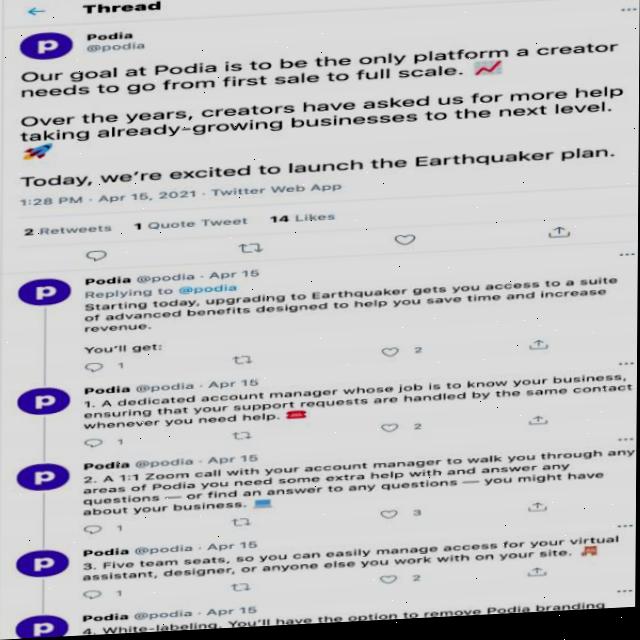 Thread
Podia
@podia
Our goal at Podia is to be the only platform a creator
needs to go from first sale to full scale. 📈
Over the years, creators have asked us for more help
taking already-growing businesses to the next level.
🚀
Today, we're excited to launch the Earthquaker plan.
1:28 PM · Apr 15, 2021 · Twitter Web App
2 Retweets 1 Quote Tweet 14 Likes
Podia @podia · Apr 15
Replying to @podia
Starting today, upgrading to Earthquaker gets you access to a suite
of advanced benefits designed to help you save time and increase
revenue.
You'll get:
1 2
Podia @podia · Apr 15
1. A dedicated account manager whose job is to know your business,
ensuring that your support requests are handled by the same contact
whenever you need help. ☎️
1 2
Podia @podia · Apr 15
2. A 1:1 Zoom call with your account manager to walk you through any
areas of Podia you need some extra help with and answer any
questions — or find an answer to any questions — you might have
about your business. 💻
1 3
Podia @podia · Apr 15
3. Five team seats, so you can easily manage access for your virtual
assistant, designer, or anyone else you work with on your site.
1 2
Podia @podia · Apr 15
4. White-labeling. You'll have the option to remove Podia branding